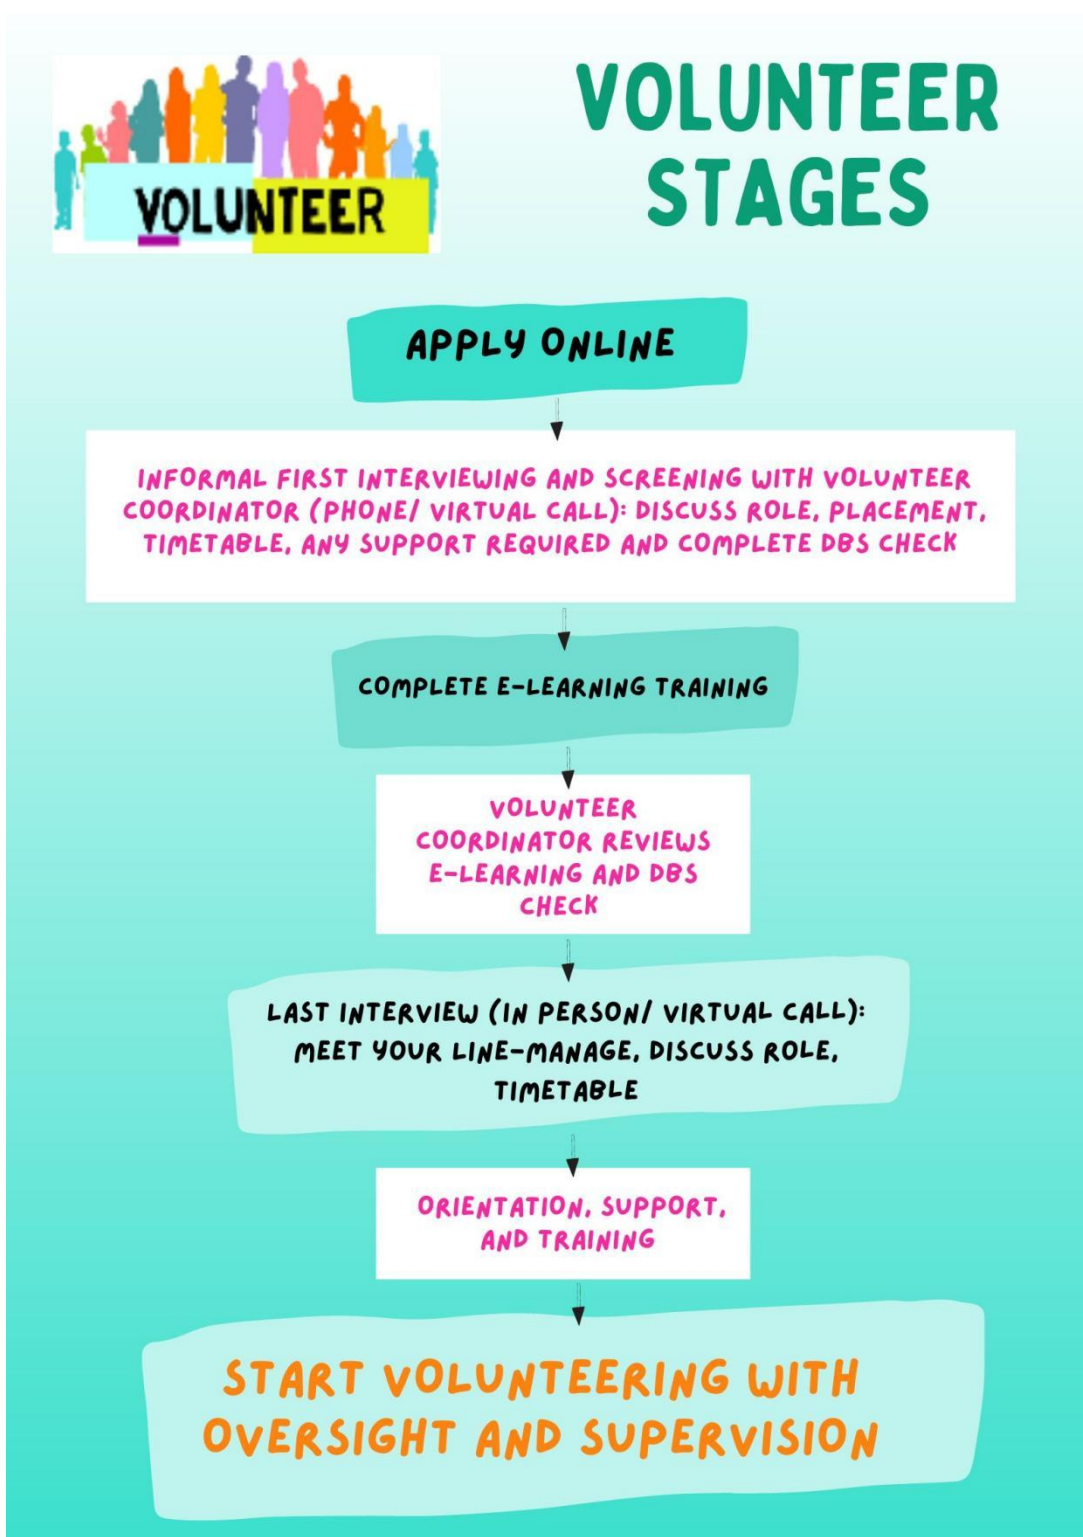 VOLUNTEER
VOLUNTEER
STAGES
APPLY ONLINE
INFORMAL FIRST INTERVIEWING AND SCREENING WITH VOLUNTEER
COORDINATOR (PHONE/ VIRTUAL CALL): DISCUSS ROLE, PLACEMENT,
TIMETABLE, ANY SUPPORT REQUIRED AND COMPLETE DBS CHECK
COMPLETE E-LEARNING TRAINING
VOLUNTEER
COORDINATOR REVIEWS
E-LEARNING AND DBS
CHECK
LAST INTERVIEW (IN PERSON/ VIRTUAL CALL):
MEET YOUR LINE-MANAGE, DISCUSS ROLE,
TIMETABLE
ORIENTATION, SUPPORT,
AND TRAINING
START VOLUNTEERING WITH
OVERSIGHT AND SUPERVISION